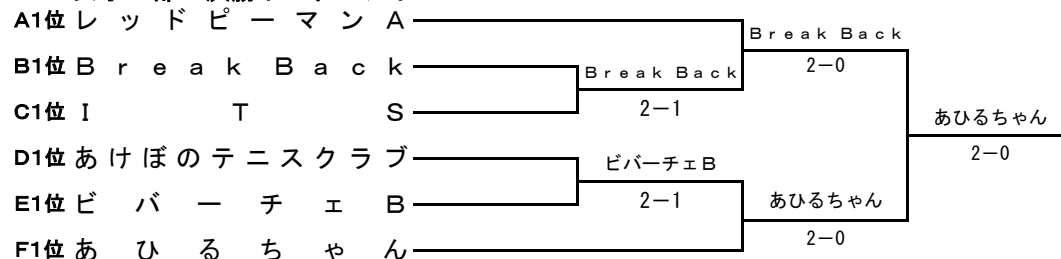 A1位 レッドピーマンA
Break Back
B1位 Break Back
Break Back
2－0
C1位 ITS
2－1
あひるちゃん
D1位 あけぼのテニスクラブ
2－0
ビバーチェB
E1位 ビバーチェB
2－1
あひるちゃん
2－0
F1位 あひるちゃん